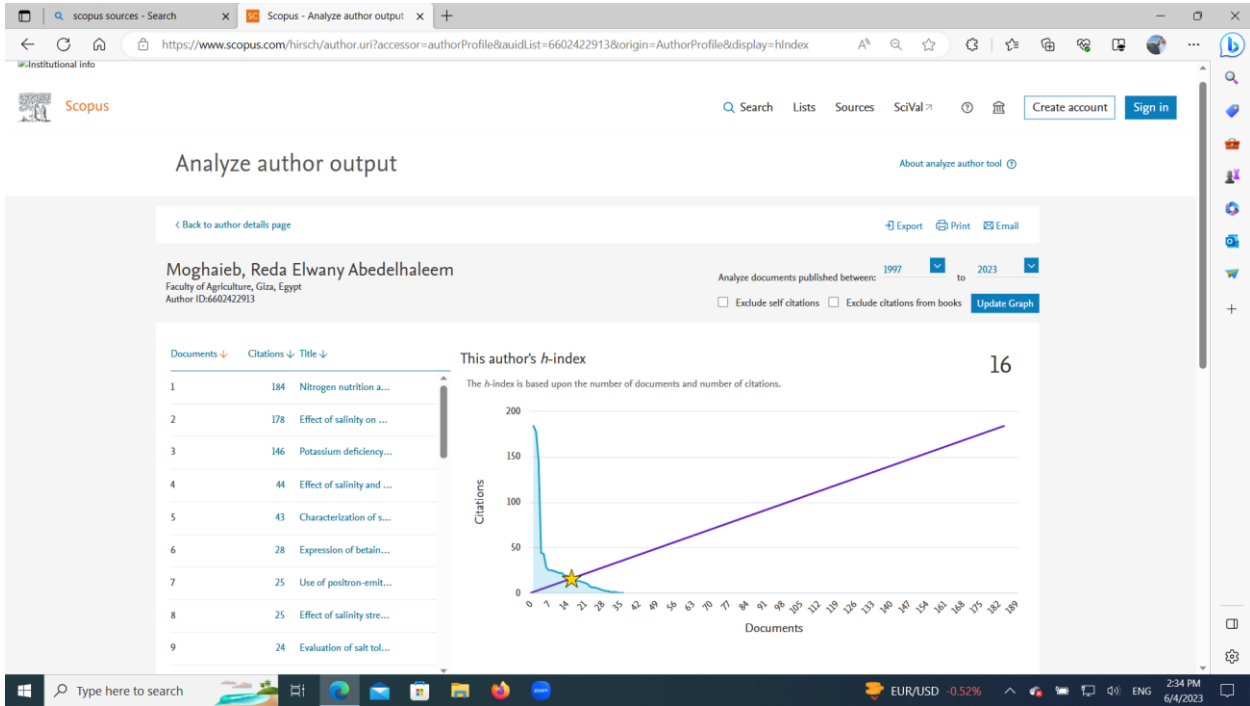 scopus sources - Search
SC Scopus - Analyze author output
https://www.scopus.com/hirsch/author.uri?accessor=authorProfile&auidList=6602422913&origin=AuthorProfile&display=hIndex
Institutional info
Scopus
Search Lists Sources SciVal Create account Sign in
Analyze author output
About analyze author tool
Back to author details page
Export Print Email
Moghaieb, Reda Elwany Abedelhaleem
Faculty of Agriculture, Giza, Egypt
Author ID:6602422913
Analyze documents published between: 1997 to 2023
Exclude self citations Exclude citations from books Update Graph
Documents Citations Title
1 184 Nitrogen nutrition a...
2 178 Effect of salinity on ...
3 146 Potassium deficiency...
4 44 Effect of salinity and ...
5 43 Characterization of s...
6 28 Expression of betain...
7 25 Use of positron-emit...
8 25 Effect of salinity stre...
9 24 Evaluation of salt tol...
This author's h-index
16
The h-index is based upon the number of documents and number of citations.
200
150
100
50
0
Citations
0 7 14 21 28 35 42 49 56 63 70 77 84 91 98 105 112 119 126 133 140 147 154 161 168 175 182 189
Documents
Type here to search
zoom
EUR/USD -0.52%
ENG
2:34 PM
6/4/2023